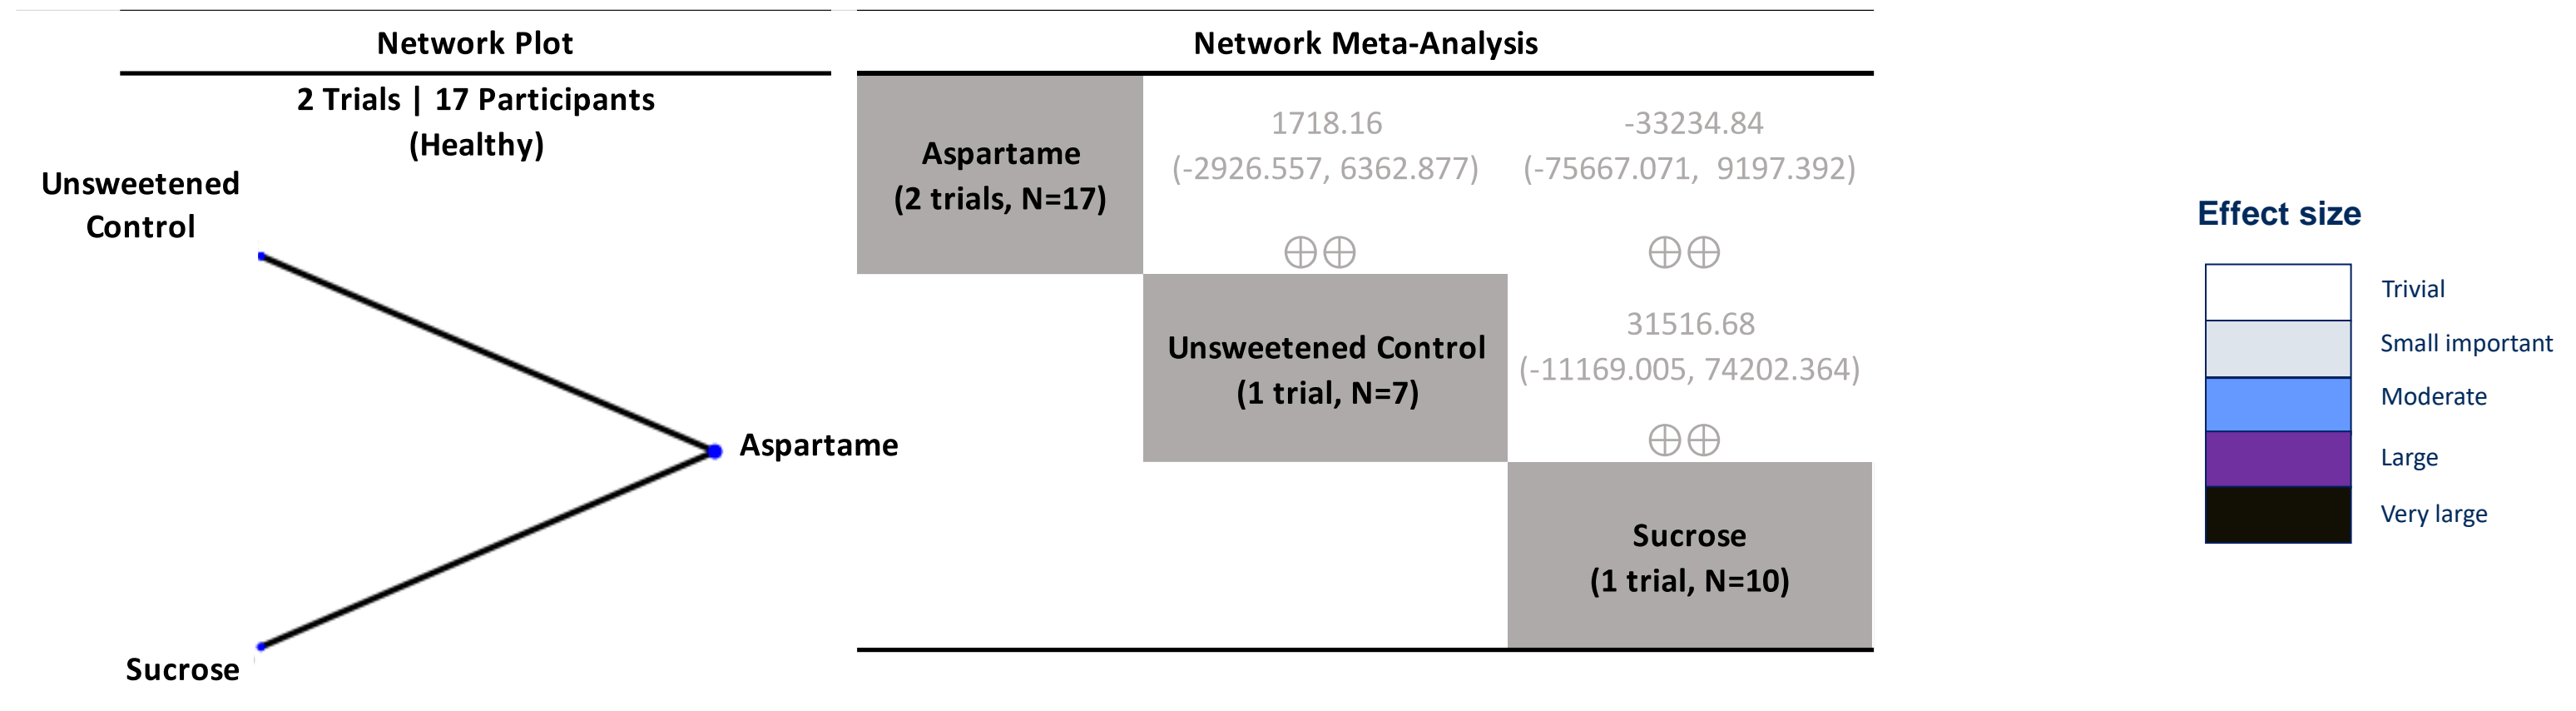 Network Plot
2 Trials | 17 Participants
(Healthy)
Unsweetened
Control
Aspartame
Sucrose
Network Meta-Analysis
Aspartame
(2 trials, N=17)
1718.16
(-2926.557, 6362.877)
⊕⊕
-33234.84
(-75667.071,  9197.392)
⊕⊕
Unsweetened Control
(1 trial, N=7)
31516.68
(-11169.005, 74202.364)
⊕⊕
Sucrose
(1 trial, N=10)
Effect size
Trivial
Small important
Moderate
Large
Very large